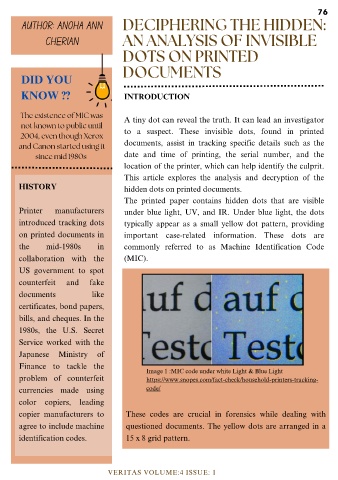 76
AUTHOR: ANOHA ANN
CHERIAN
DECIPHERING THE HIDDEN:
AN ANALYSIS OF INVISIBLE
DOTS ON PRINTED
DOCUMENTS
DID YOU
KNOW ??
The existence of MIC was
not known to public until
2004, even though Xerox
and Canon started using it
since mid 1980s
HISTORY
Printer manufacturers
introduced tracking dots
on printed documents in
the mid-1980s in
collaboration with the
US government to spot
counterfeit and fake
documents like
certificates, bond papers,
bills, and cheques. In the
1980s, the U.S. Secret
Service worked with the
Japanese Ministry of
Finance to tackle the
problem of counterfeit
currencies made using
color copiers, leading
copier manufacturers to
agree to include machine
identification codes.
INTRODUCTION
A tiny dot can reveal the truth. It can lead an investigator
to a suspect. These invisible dots, found in printed
documents, assist in tracking specific details such as the
date and time of printing, the serial number, and the
location of the printer, which can help identify the culprit.
This article explores the analysis and decryption of the
hidden dots on printed documents.
The printed paper contains hidden dots that are visible
under blue light, UV, and IR. Under blue light, the dots
typically appear as a small yellow dot pattern, providing
important case-related information. These dots are
commonly referred to as Machine Identification Code
(MIC).
auf d auf d
Testo Testo
Image 1 :MIC code under white Light & Blue Light
https://www.snopes.com/fact-check/household-printers-tracking-
code/
These codes are crucial in forensics while dealing with
questioned documents. The yellow dots are arranged in a
15 x 8 grid pattern.
VERITAS VOLUME:4 ISSUE: 1